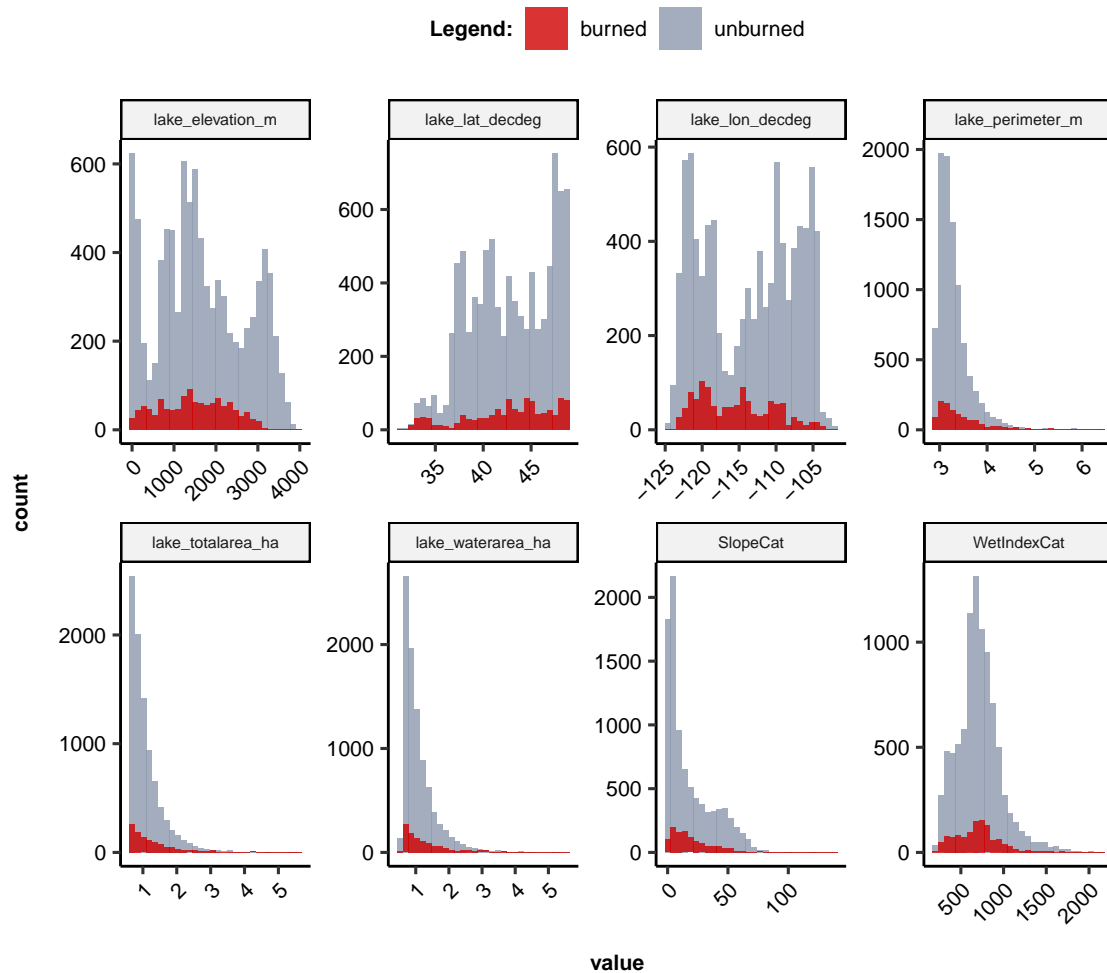 Legend: burned unburned
lake_elevation_m lake_lat_decdeg lake_lon_decdeg lake_perimeter_m
600
400
200
0
0 1000 2000 3000 4000
600
400
200
0
35 40 45
600
400
200
0
−125 −120 −115 −110 −105
2000
1500
1000
500
0
3 4 5 6
count
lake_totalarea_ha lake_waterarea_ha SlopeCat WetIndexCat
2000
1000
0
1 2 3 4 5
2000
1000
0
1 2 3 4 5
2000
1500
1000
500
0
0 50 100
1000
500
0
500 1000 1500 2000
value